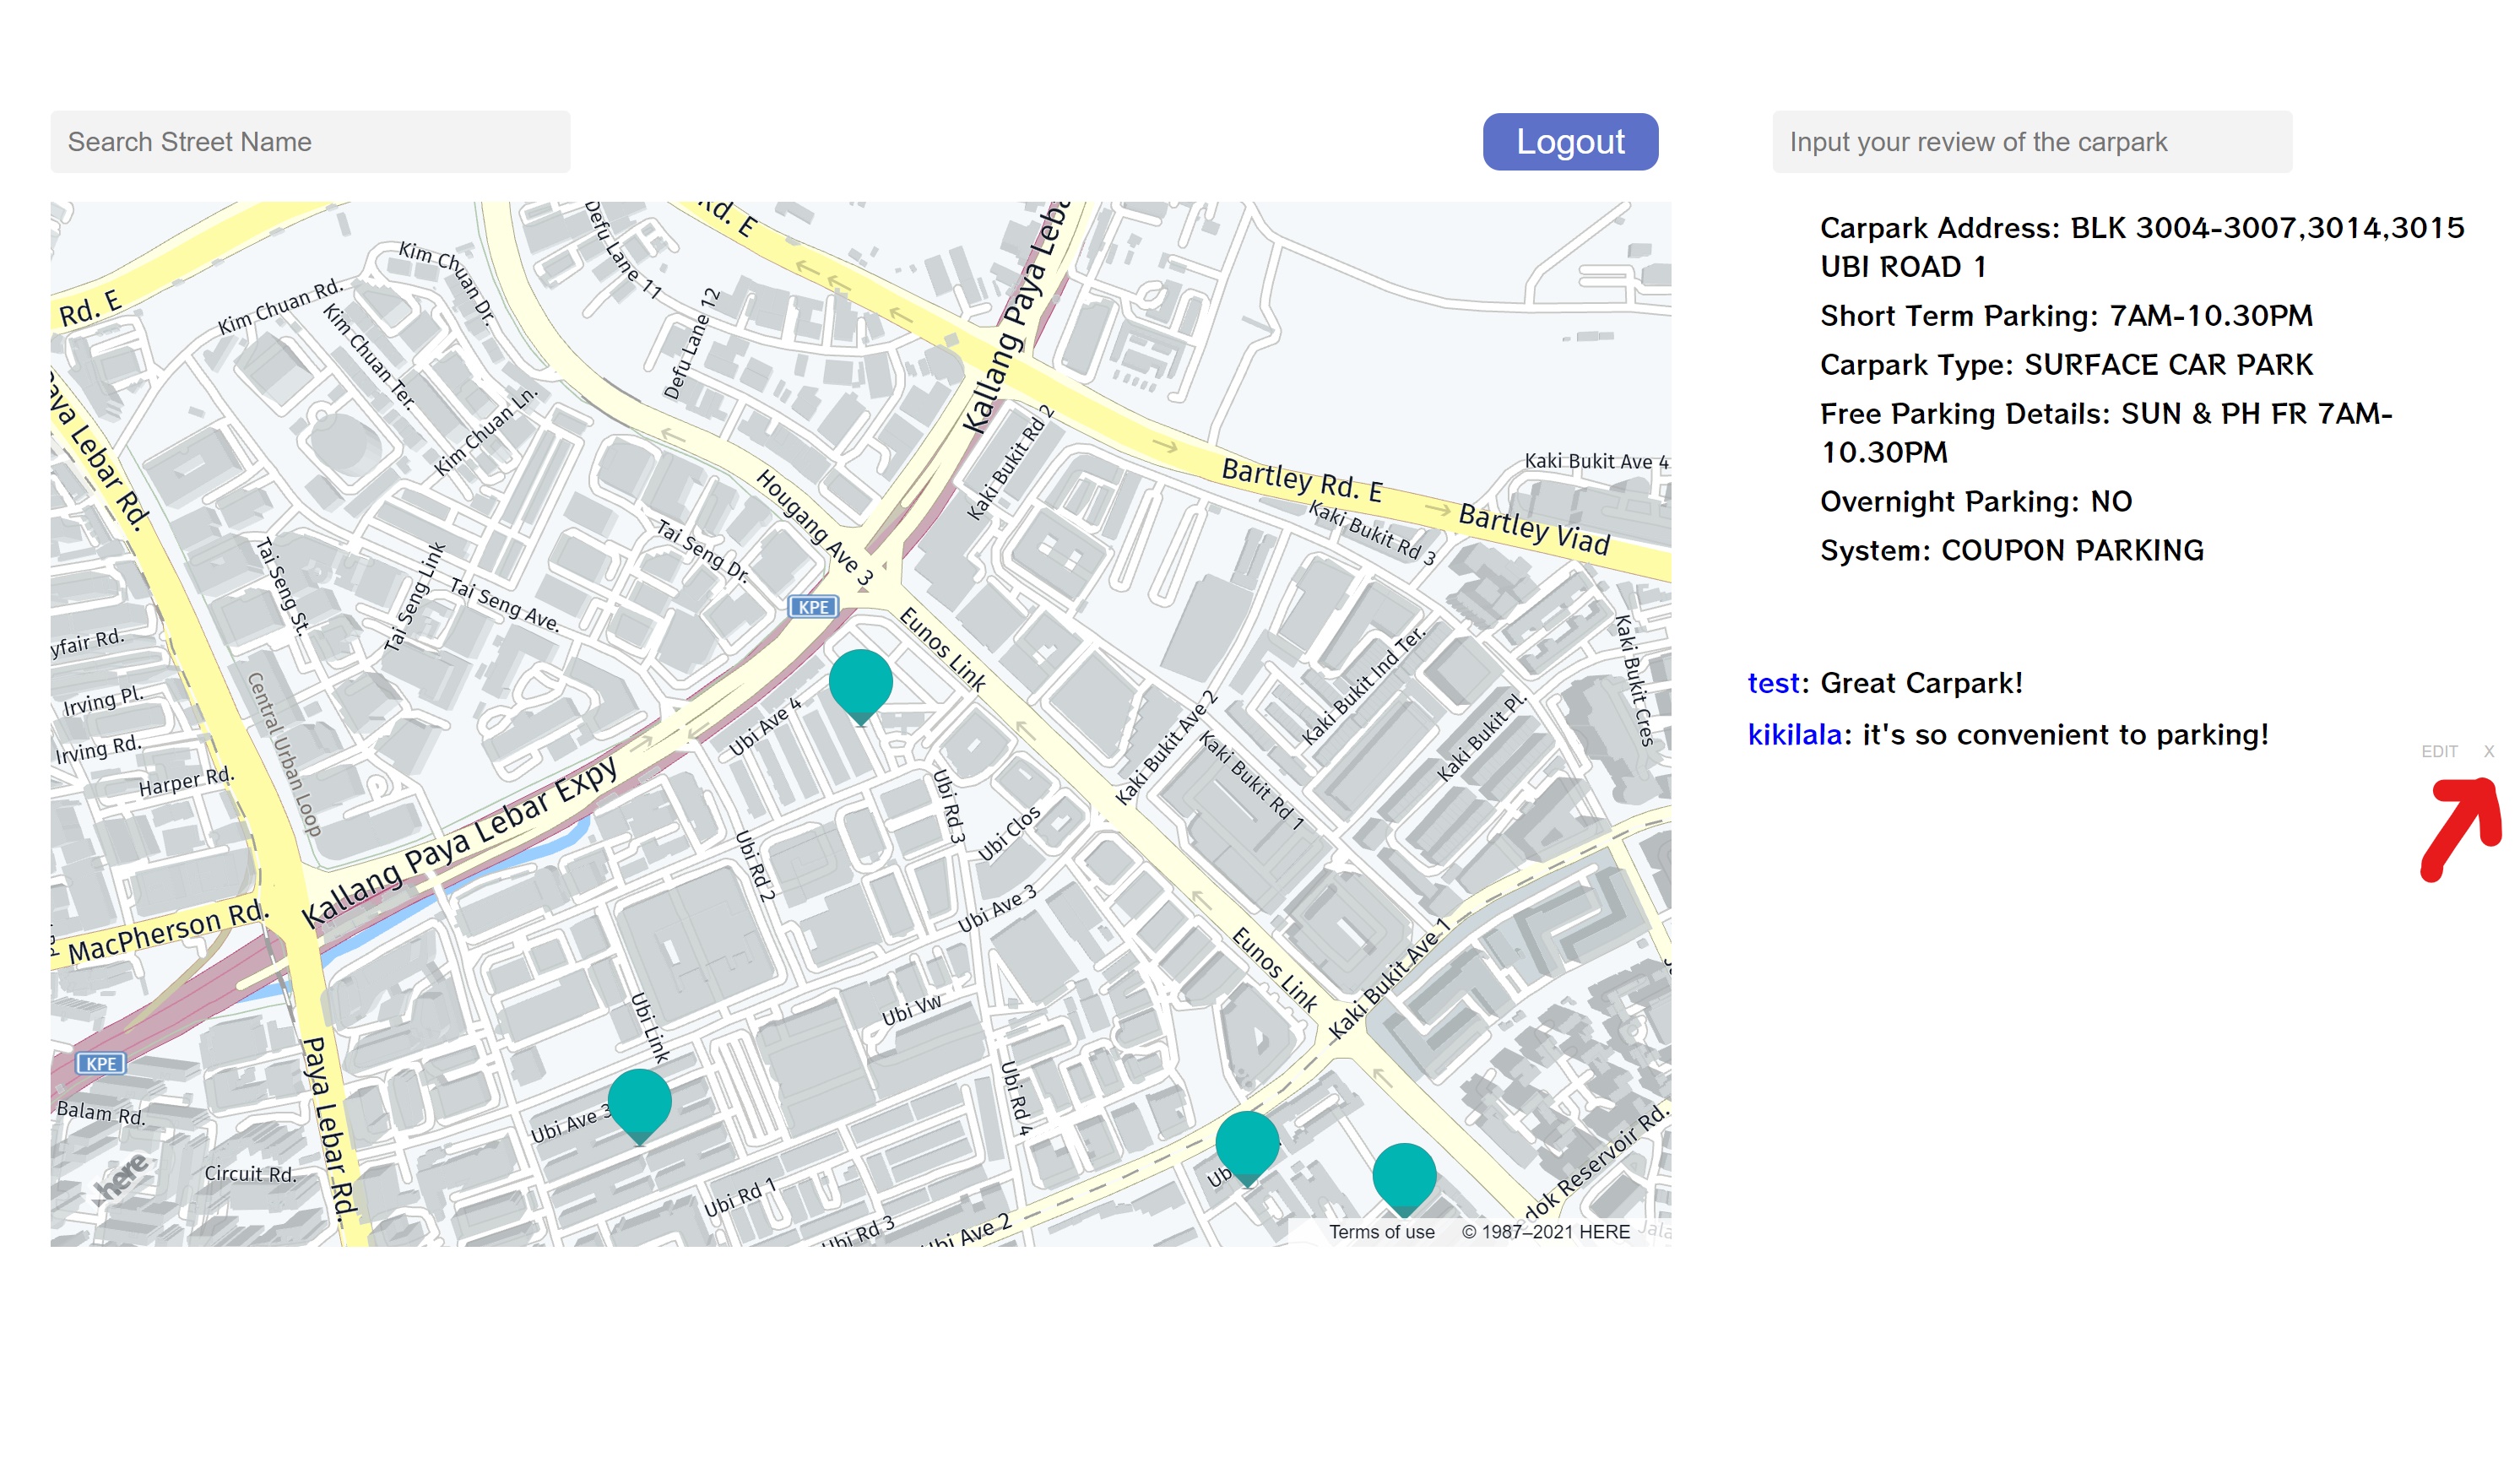 Search Street Name
Logout
Input your review of the carpark
Carpark Address: BLK 3004-3007,3014,3015
UBI ROAD 1
Short Term Parking: 7AM-10.30PM
Carpark Type: SURFACE CAR PARK
Free Parking Details: SUN & PH FR 7AM-
10.30PM
Overnight Parking: NO
System: COUPON PARKING
test: Great Carpark!
kikilala: it's so convenient to parking!
EDIT X
Rd. E
Kim Chuan Rd.
Kim Chuan Dr.
Kim Chuan Ter.
Kim Chuan Ln.
Defu Lane 11
Defu Lane 12
Rd. E
Kallang Paya Leba
Kaki Bukit Rd 2
Bartley Rd. E
Bartley Viad
Kaki Bukit Ave 4
Kaki Bukit Rd 3
Paya Lebar Rd.
Hougang Ave 3
Tai Seng Dr.
Tai Seng St.
Tai Seng Link
Tai Seng Ave.
KPE
Eunos Link
Kaki Bukit Cres
Kaki Bukit Ind Ter.
Kaki Bukit Pl.
Kaki Bukit Ave 2
Kaki Bukit Rd 1
yfair Rd.
Irving Pl.
Irving Rd.
Harper Rd.
Central Urban Loop
Ubi Ave 4
Kallang Paya Lebar Expy
Ubi Rd 3
Ubi Clos
Ubi Rd 2
Ubi Ave 3
MacPherson Rd.
Eunos Link
Kaki Bukit Ave 1
Ubi Link
Ubi Vw
KPE
Ubi Rd 4
Balam Rd.
Paya Lebar Rd.
Ubi Ave 3
here
Circuit Rd.
Ubi Rd 1
Ub
edok Reservoir Rd.
Ubi Rd 3
Ubi Ave 2
Jala
Terms of use © 1987–2021 HERE